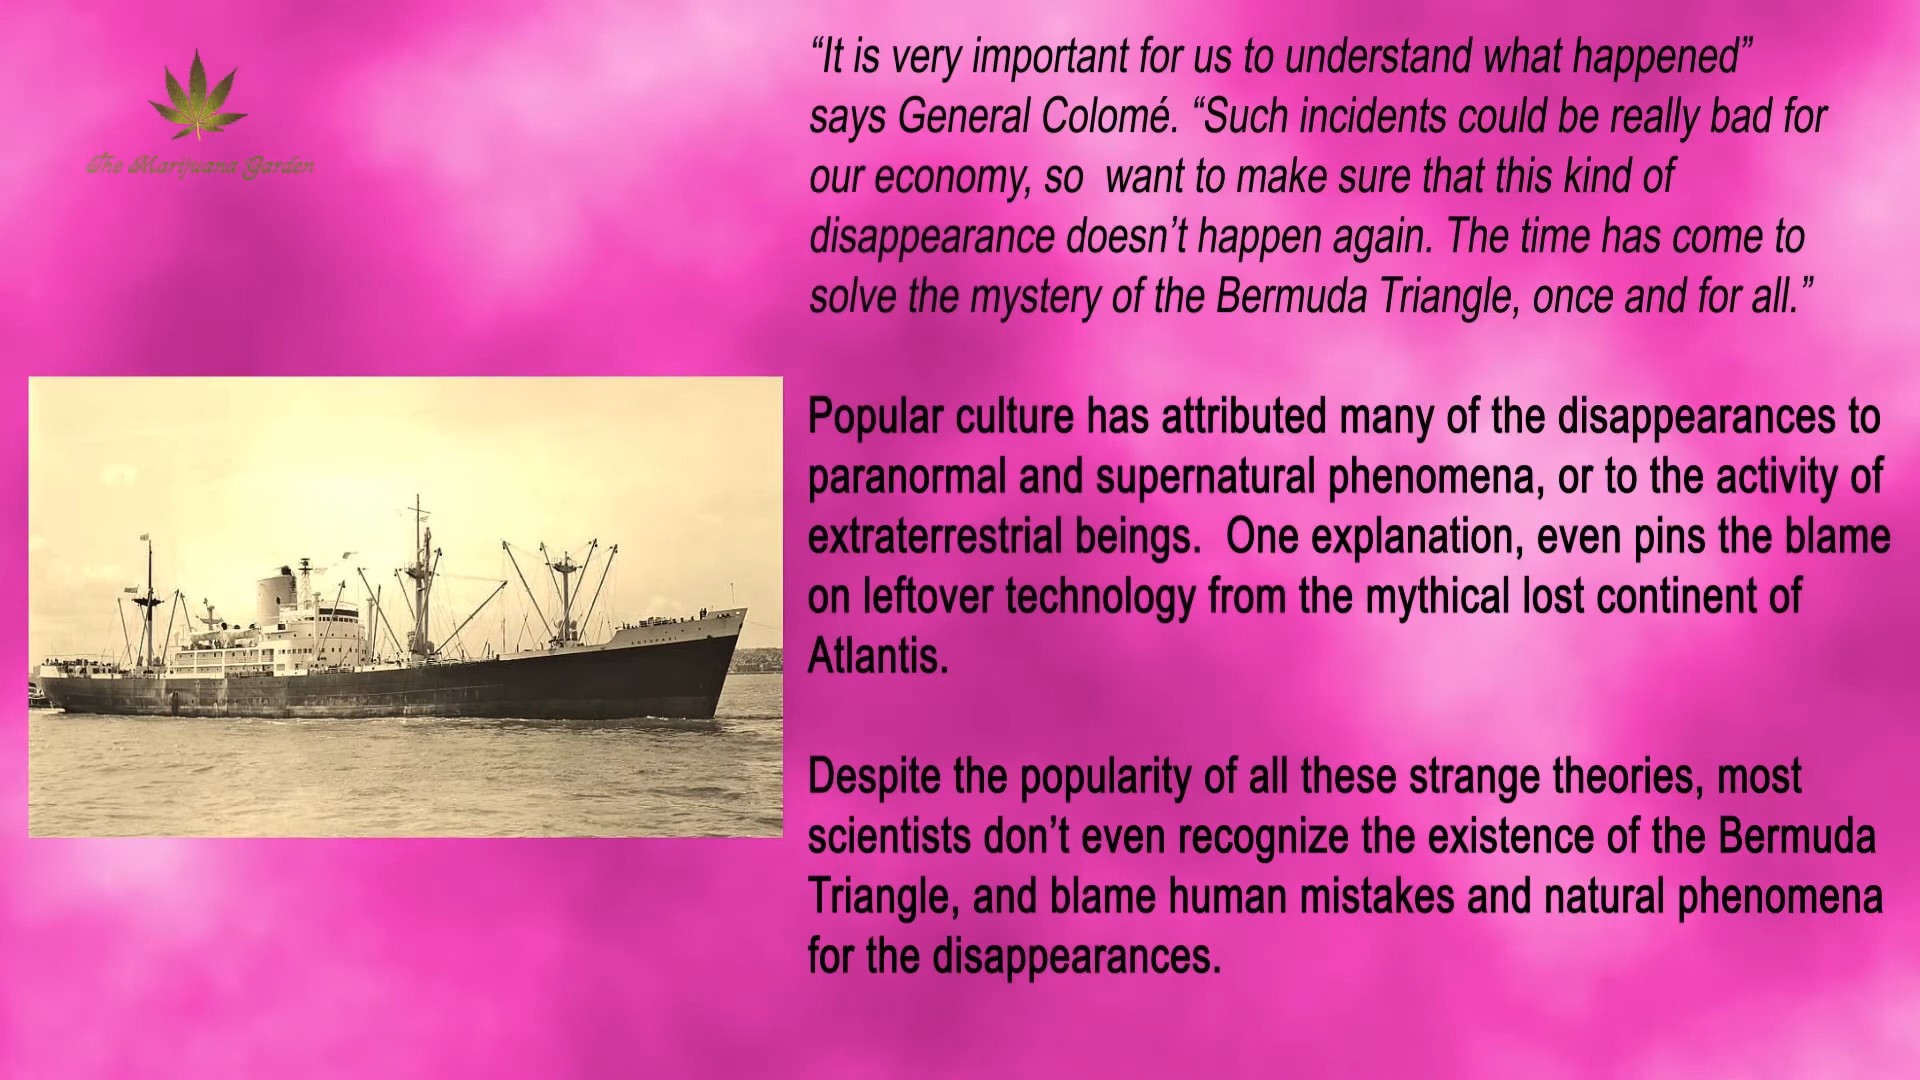 The Marijuana Garden
“It is very important for us to understand what happened”
says General Colomé. “Such incidents could be really bad for
our economy, so  want to make sure that this kind of
disappearance doesn’t happen again. The time has come to
solve the mystery of the Bermuda Triangle, once and for all.”
Popular culture has attributed many of the disappearances to
paranormal and supernatural phenomena, or to the activity of
extraterrestrial beings.  One explanation, even pins the blame
on leftover technology from the mythical lost continent of
Atlantis.
Despite the popularity of all these strange theories, most
scientists don’t even recognize the existence of the Bermuda
Triangle, and blame human mistakes and natural phenomena
for the disappearances.